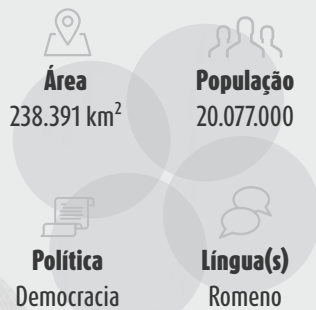 Área
238.391 km²
População
20.077.000
Política
Democracia
Língua(s)
Romeno